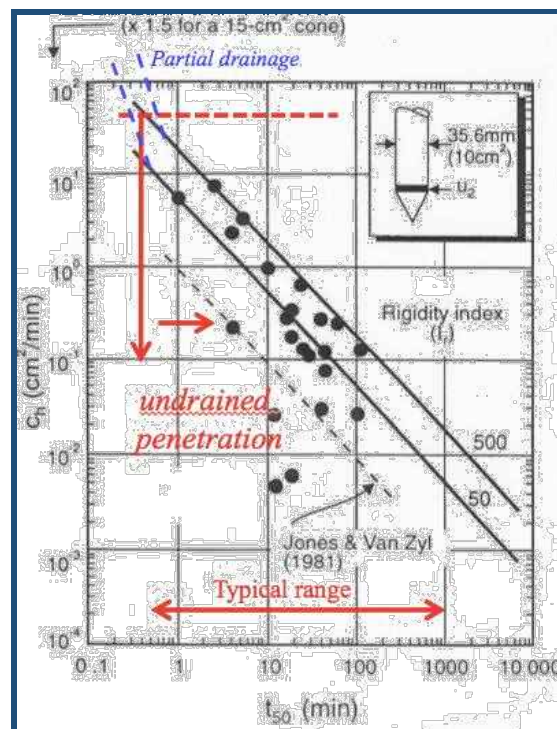 (x 1.5 for a 15-cm² cone)
Partial drainage
35.6mm
(10cm²)
u₂
Rigidity index
(Iᵣ)
undrained
penetration
500
50
Jones & Van Zyl
(1981)
Typical range
cₕ (cm²/min)
10¹
10⁰
10⁻¹
10⁻²
10⁻³
10⁻⁴
0.1
1
10
100
1000
10 000
t₅₀ (min)